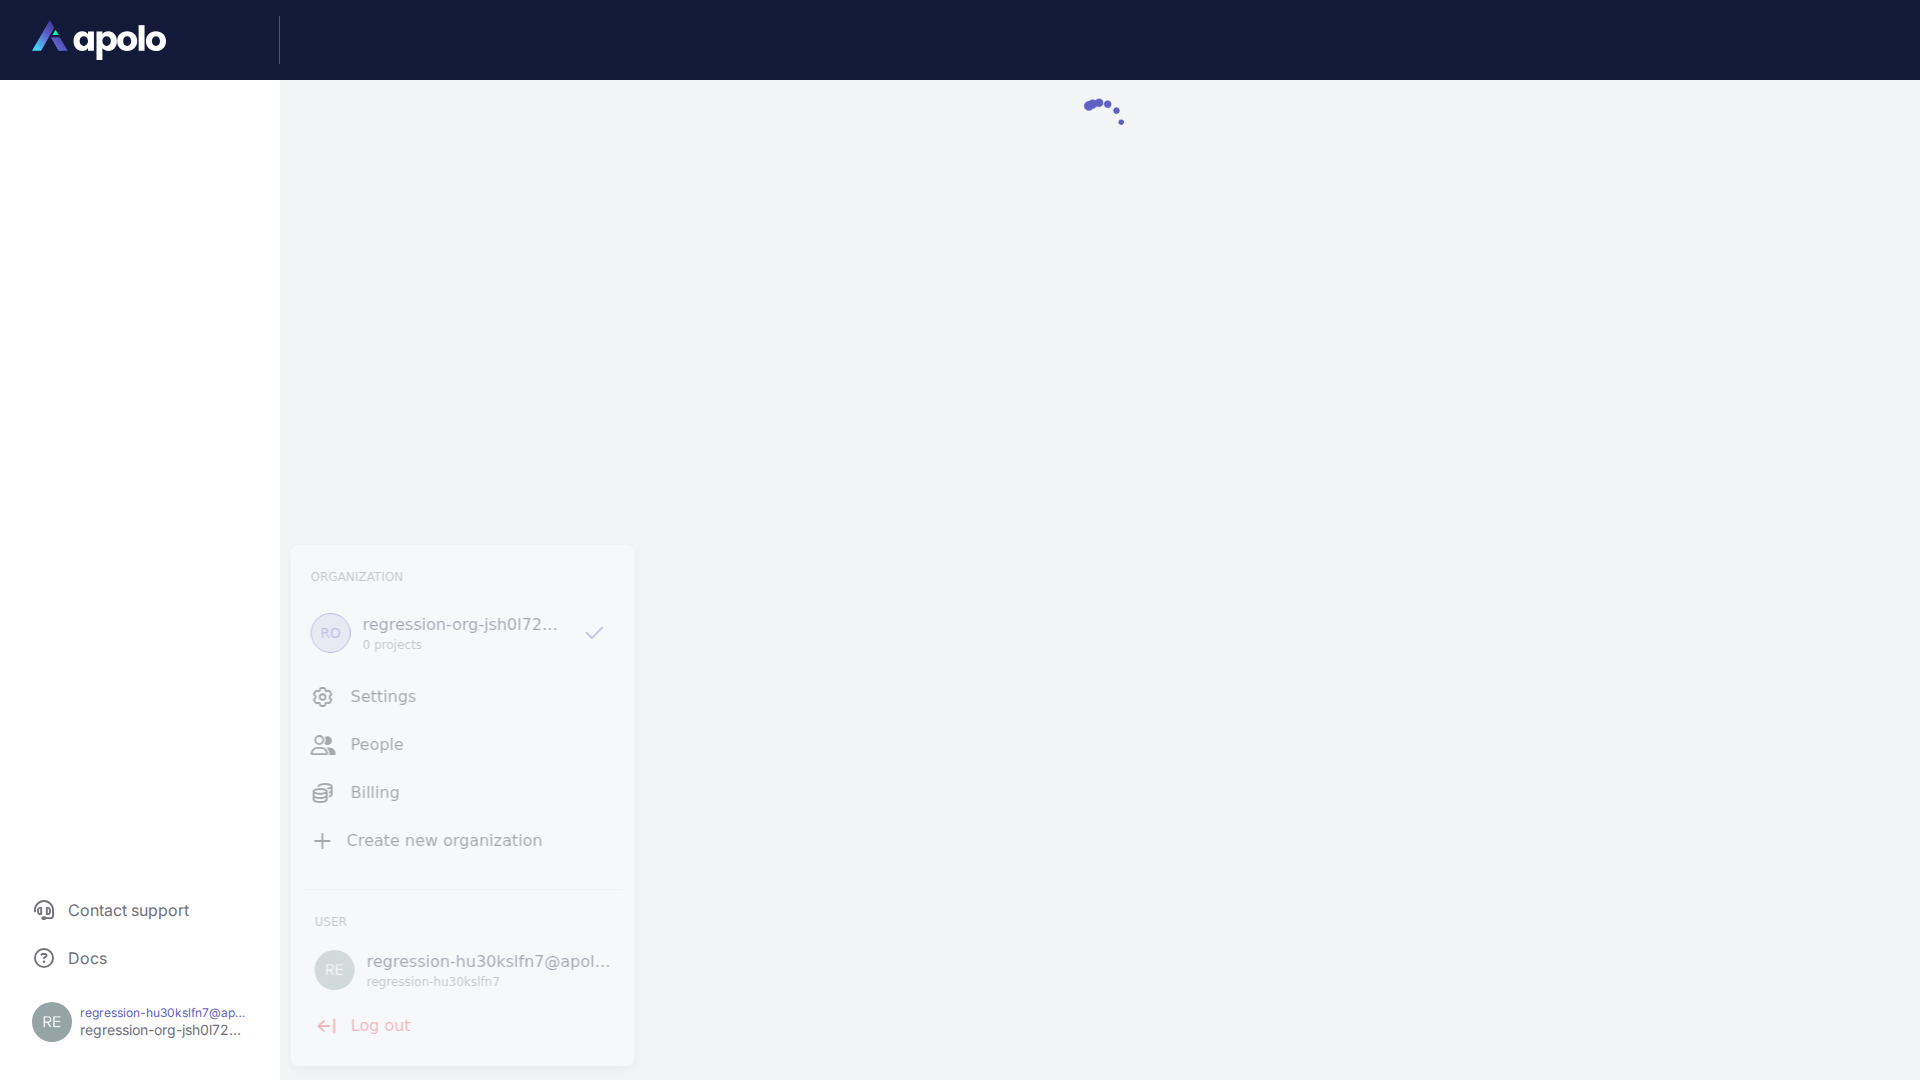 apolo
ORGANIZATION
RO
regression-org-jsh0l72...
0 projects
Settings
People
Billing
Create new organization
USER
RE
regression-hu30kslfn7@apol...
regression-hu30kslfn7
Log out
Contact support
Docs
RE
regression-hu30kslfn7@ap...
regression-org-jsh0l72...